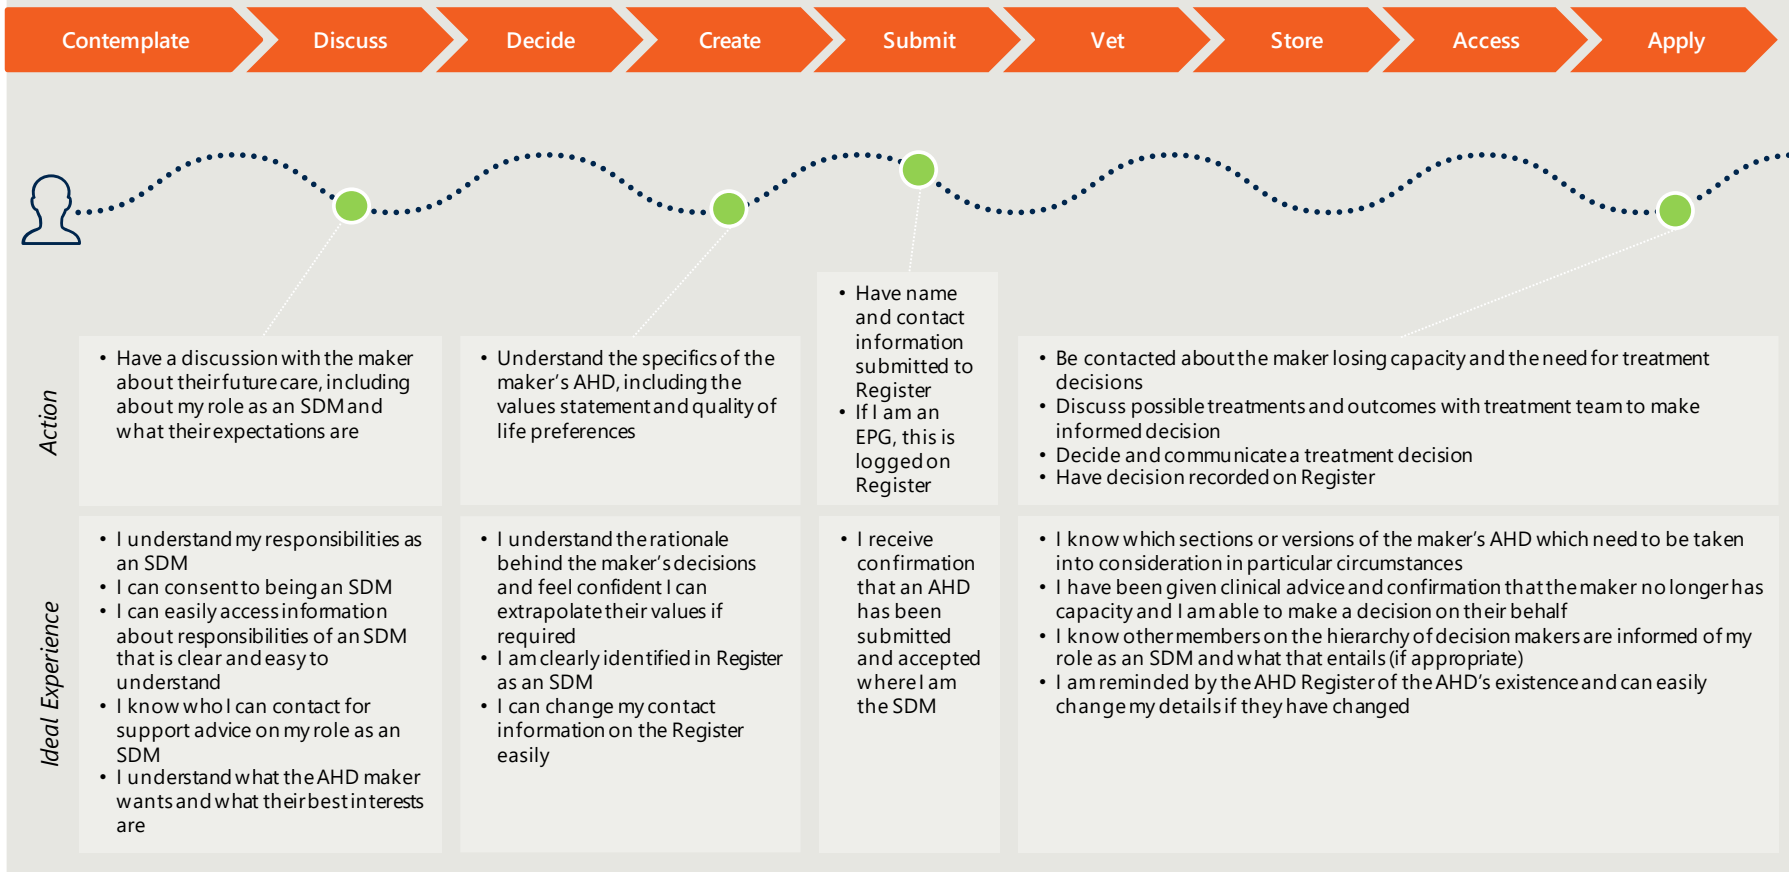 Contemplate
Discuss
Decide
Create
Submit
Vet
Store
Access
Apply
Action
• Have a discussion with the maker
about their future care, including
about my role as an SDM and
what their expectations are
• Understand the specifics of the
maker's AHD, including the
values statement and quality of
life preferences
• Have name
and contact
information
submitted to
Register
• If I am an
EPG, this is
logged on
Register
• Be contacted about the maker losing capacity and the need for treatment
decisions
• Discuss possible treatments and outcomes with treatment team to make
informed decision
• Decide and communicate a treatment decision
• Have decision recorded on Register
Ideal Experience
• I understand my responsibilities as
an SDM
• I can consent to being an SDM
• I can easily access information
about responsibilities of an SDM
that is clear and easy to
understand
• I know who I can contact for
support advice on my role as an
SDM
• I understand what the AHD maker
wants and what their best interests
are
• I understand the rationale
behind the maker's decisions
and feel confident I can
extrapolate their values if
required
• I am clearly identified in Register
as an SDM
• I can change my contact
information on the Register
easily
• I receive
confirmation
that an AHD
has been
submitted
and accepted
where I am
the SDM
• I know which sections or versions of the maker's AHD which need to be taken
into consideration in particular circumstances
• I have been given clinical advice and confirmation that the maker no longer has
capacity and I am able to make a decision on their behalf
• I know other members on the hierarchy of decision makers are informed of my
role as an SDM and what that entails (if appropriate)
• I am reminded by the AHD Register of the AHD's existence and can easily
change my details if they have changed